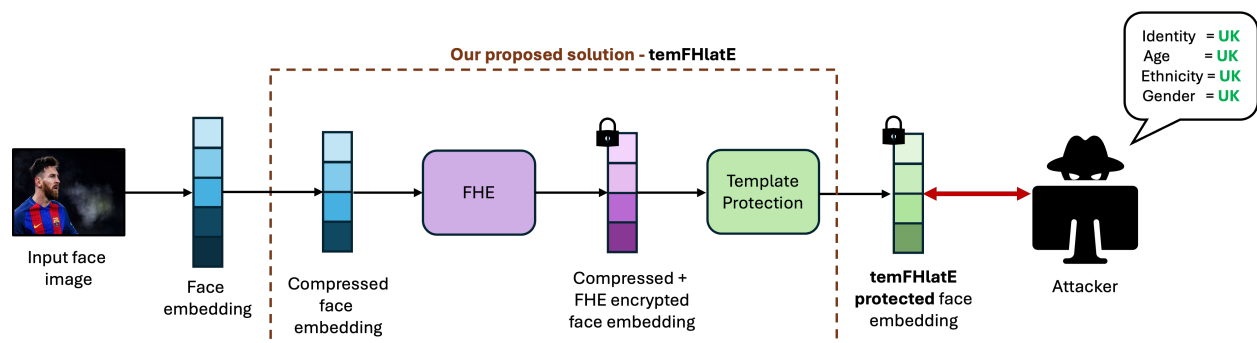 Our proposed solution - temFHlatE
Identity = UK
Age = UK
Ethnicity = UK
Gender = UK
FHE
Template
Protection
Input face
image
Face
embedding
Compressed
face
embedding
Compressed +
FHE encrypted
face embedding
temFHlatE
protected face
embedding
Attacker